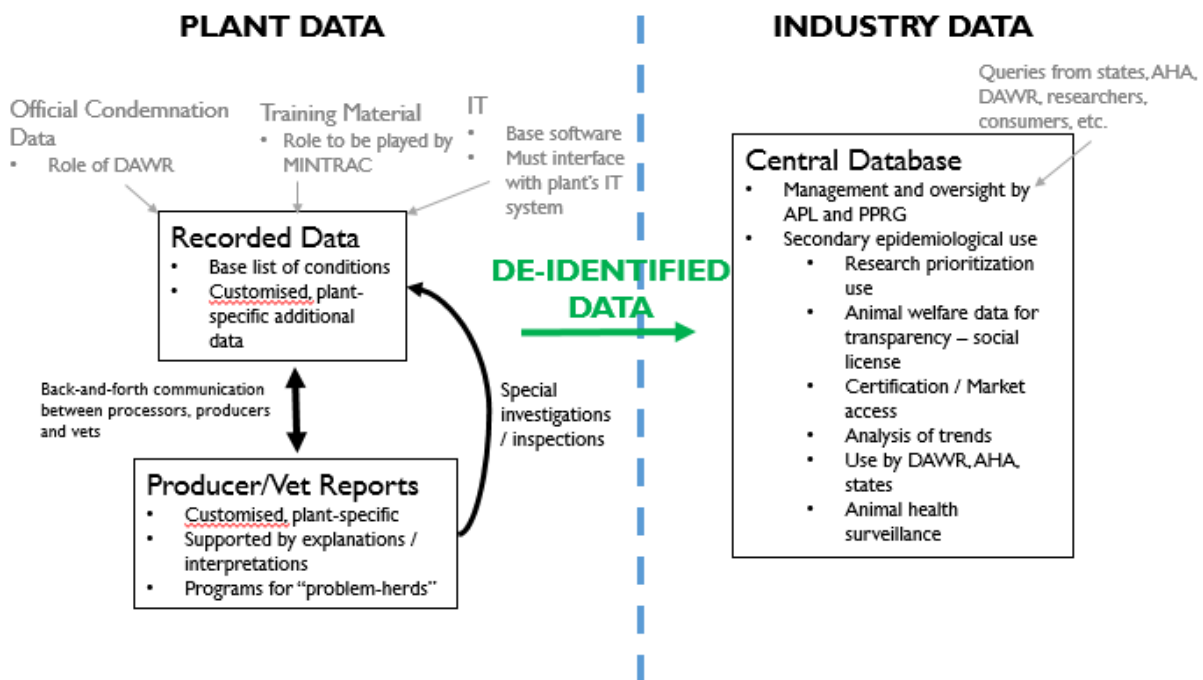 PLANT DATA
INDUSTRY DATA
Official Condemnation
Data
• Role of DAWR
Training Material
• Role to be played by
MINTRAC
IT
• Base software
• Must interface
with plant's IT
system
Queries from states, AHA,
DAWR, researchers,
consumers, etc.
Recorded Data
• Base list of conditions
• Customised, plant-
specific additional
data
DE-IDENTIFIED
DATA
Back-and-forth communication
between processors, producers
and vets
Special
investigations
/ inspections
Producer/Vet Reports
• Customised, plant-specific
• Supported by explanations /
interpretations
• Programs for “problem-herds”
Central Database
• Management and oversight by
APL and PPRG
• Secondary epidemiological use
• Research prioritization
use
• Animal welfare data for
transparency – social
license
• Certification / Market
access
• Analysis of trends
• Use by DAWR, AHA,
states
• Animal health
surveillance